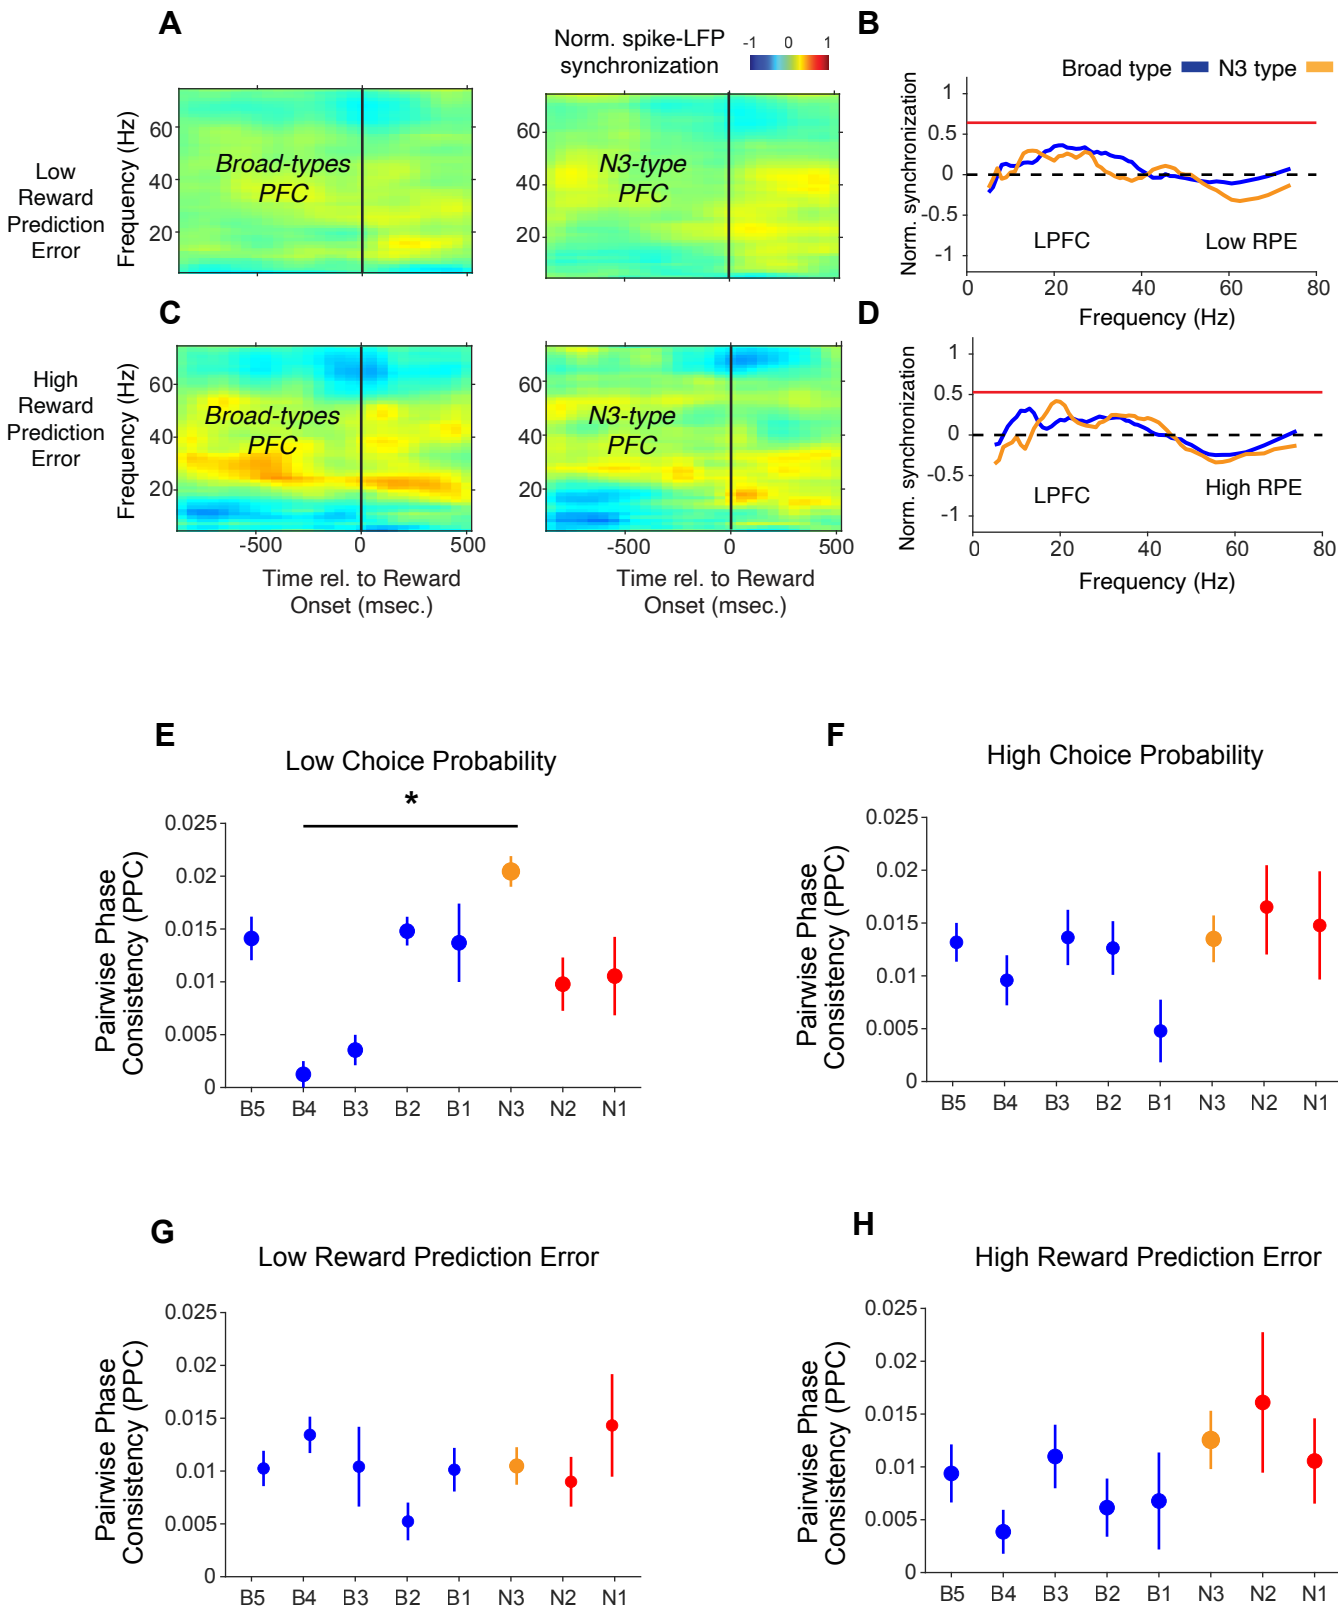 A
Norm. spike-LFP
synchronization
-1 0 1
B
Broad type N3 type
Low
Reward
Prediction
Error
Frequency (Hz)
60
40
20
Broad-types
PFC
60
40
20
N3-type
PFC
Norm. synchronization
1
0.5
0
-0.5
-1
LPFC
Low RPE
0 20 40 60 80
Frequency (Hz)
C
High
Reward
Prediction
Error
Frequency (Hz)
60
40
20
Broad-types
PFC
-500 0 500
Time rel. to Reward
Onset (msec.)
60
40
20
N3-type
PFC
-500 0 500
Time rel. to Reward
Onset (msec.)
D
Norm. synchronization
1
0.5
0
-0.5
-1
LPFC
High RPE
0 20 40 60 80
Frequency (Hz)
E
Low Choice Probability
*
Pairwise Phase
Consistency (PPC)
0.025
0.02
0.015
0.01
0.005
0
B5 B4 B3 B2 B1 N3 N2 N1
F
High Choice Probability
Pairwise Phase
Consistency (PPC)
0.025
0.02
0.015
0.01
0.005
0
B5 B4 B3 B2 B1 N3 N2 N1
G
Low Reward Prediction Error
Pairwise Phase
Consistency (PPC)
0.025
0.02
0.015
0.01
0.005
0
B5 B4 B3 B2 B1 N3 N2 N1
H
High Reward Prediction Error
Pairwise Phase
Consistency (PPC)
0.025
0.02
0.015
0.01
0.005
0
B5 B4 B3 B2 B1 N3 N2 N1